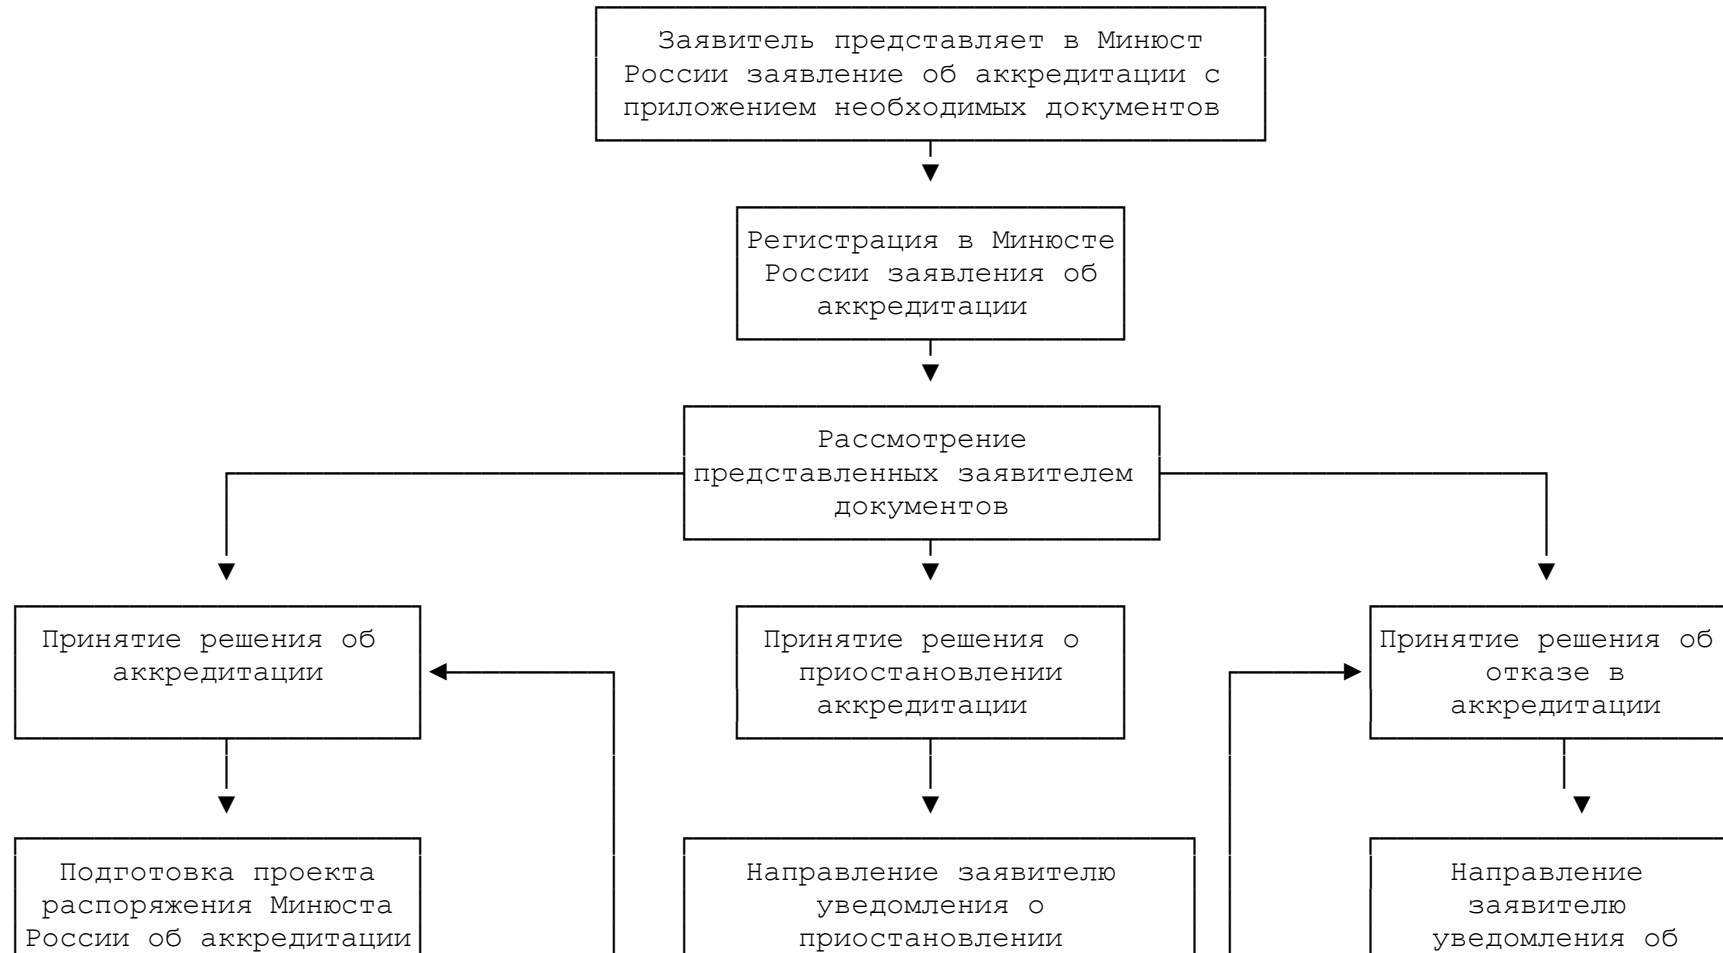 Заявитель представляет в Минюст
России заявление об аккредитации с
приложением необходимых документов
Регистрация в Минюсте
России заявления об
аккредитации
Рассмотрение
представленных заявителем
документов
Принятие решения об
аккредитации
Принятие решения о
приостановлении
аккредитации
Принятие решения об
отказе в
аккредитации
Подготовка проекта
распоряжения Минюста
России об аккредитации
Направление заявителю
уведомления о
приостановлении
Направление
заявителю
уведомления об